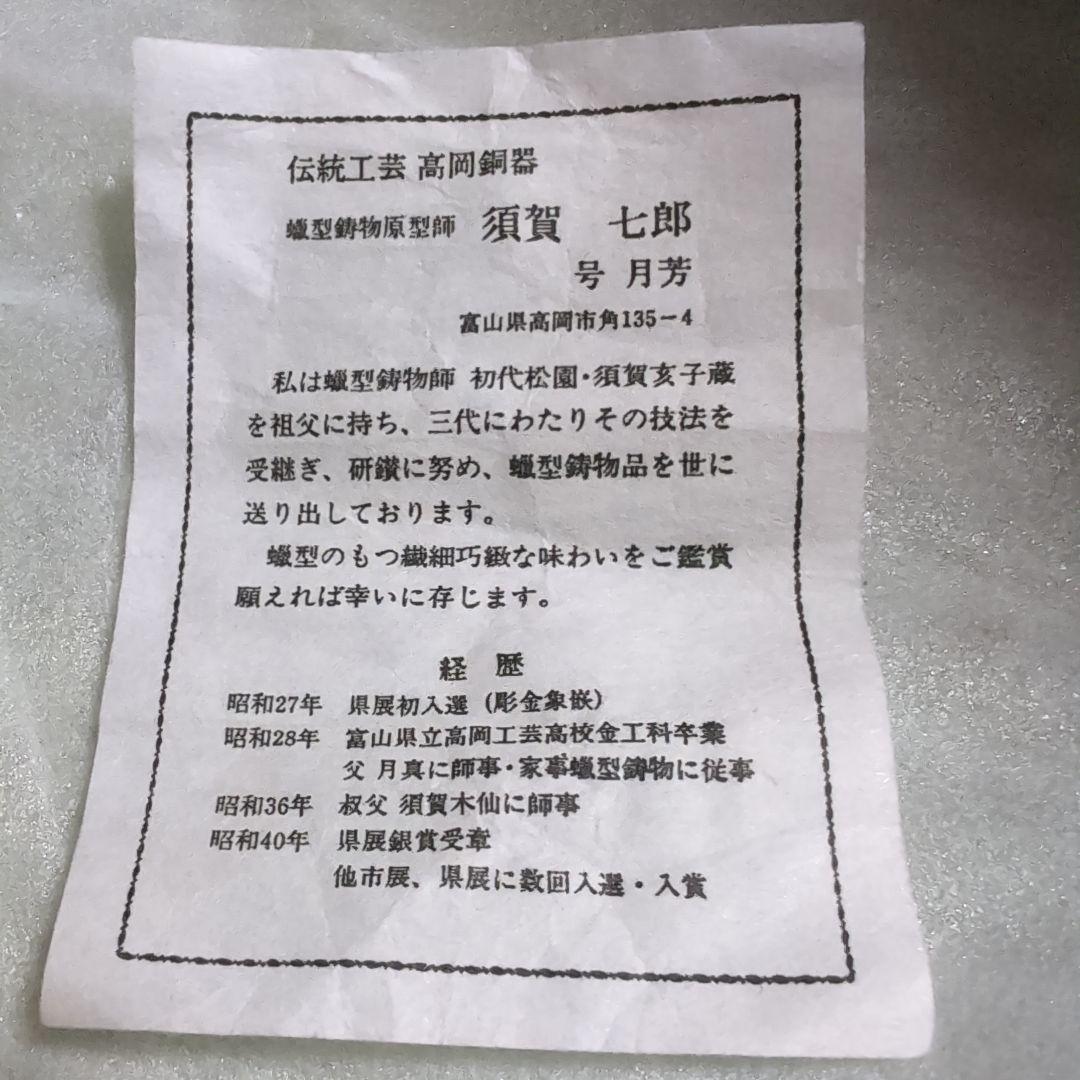 伝統工芸 高岡銅器
蠟型鋳物原型師 須賀 七郎
号 月芳
富山県高岡市角135-4
私は蠟型鋳物師 初代松園・須賀亥子蔵
を祖父に持ち、三代にわたりその技法を
受継ぎ、研鑚に努め、蠟型鋳物品を世に
送り出しております。
蠟型のもつ繊細巧緻な味わいをご鑑賞
願えれば幸いに存じます。
経歴
昭和27年 県展初入選(彫金象嵌)
昭和28年 富山県立高岡工芸高校金工科卒業
父 月真に師事・家事蠟型鋳物に従事
昭和36年 叔父 須賀木仙に師事
昭和40年 県展銀賞受章
他市展、県展に数回入選・入賞